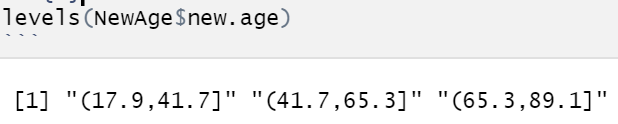 levels(NewAge$new.age)
```
[1] "(17.9,41.7]" "(41.7,65.3]" "(65.3,89.1]"